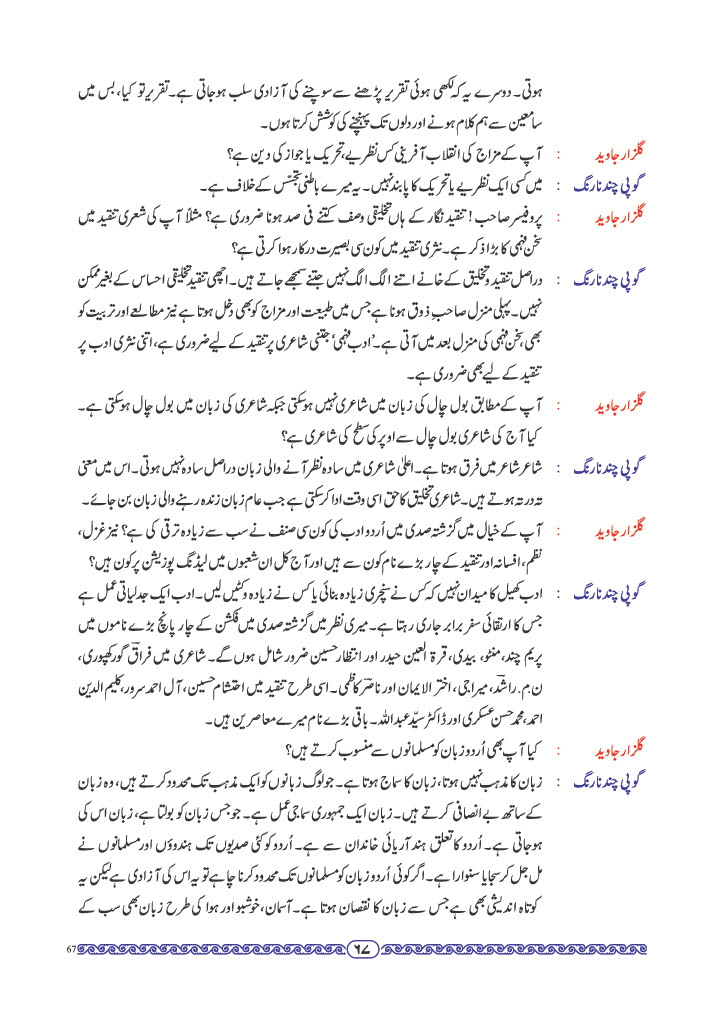 ہوتی۔ دوسرے یہ کہ لکھی ہوئی تقریر پڑھنے سے سوچنے کی آزادی سلب ہوجاتی ہے۔ تقریر تو کیا، بس میں
سامعین سے ہم کلام ہونے اور دلوں تک پہنچنے کی کوشش کرتا ہوں۔
گلزار جاوید : آپ کے مزاج کی انقلاب آفرینی کس نظریے، تحریک یا جواز کی دین ہے؟
گوپی چند نارنگ : میں کسی ایک نظریے یا تحریک کا پابند نہیں۔ یہ میرے باطنی تجسّس کے خلاف ہے۔
گلزار جاوید : پروفیسر صاحب! تنقید نگار کے ہاں تخلیقی وصف کتنے فی صد ہونا ضروری ہے؟ مثلاً آپ کی شعری تنقید میں
سخن فہمی کا بڑا ذکر ہے۔ نثری تنقید میں کون سی بصیرت درکار ہوا کرتی ہے؟
گوپی چند نارنگ : دراصل تنقید و تخلیق کے خانے اتنے الگ الگ نہیں جتنے سمجھے جاتے ہیں۔ اچھی تنقید تخلیقی احساس کے بغیر ممکن
نہیں۔ پہلی منزل صاحبِ ذوق ہونا ہے جس میں طبیعت اور مزاج کو بھی دخل ہوتا ہے نیز مطالعے اور تربیت کو
بھی، سخن فہمی کی منزل بعد میں آتی ہے۔ ’ادب فہمی‘ جتنی شاعری پر تنقید کے لیے ضروری ہے، اتنی نثری ادب پر
تنقید کے لیے بھی ضروری ہے۔
گلزار جاوید : آپ کے مطابق بول چال کی زبان میں شاعری نہیں ہوسکتی جبکہ شاعری کی زبان میں بول چال ہوسکتی ہے۔
کیا آج کی شاعری بول چال سے اوپر کی سطح کی شاعری ہے؟
گوپی چند نارنگ : شاعر شاعر میں فرق ہوتا ہے۔ اعلیٰ شاعری میں سادہ نظر آنے والی زبان دراصل سادہ نہیں ہوتی۔ اس میں معنی
تہ در تہ ہوتے ہیں۔ شاعری تخلیق کا حق اسی وقت ادا کرسکتی ہے جب عام زبان زندہ رہنے والی زبان بن جائے۔
گلزار جاوید : آپ کے خیال میں گزشتہ صدی میں اُردو ادب کی کون سی صنف نے سب سے زیادہ ترقی کی ہے؟ نیز غزل،
نظم، افسانہ اور تنقید کے چار بڑے نام کون سے ہیں اور آج کل ان شعبوں میں لیڈنگ پوزیشن پر کون ہیں؟
گوپی چند نارنگ : ادب کھیل کا میدان نہیں کہ کس نے سنچری زیادہ بنائی یا کس نے زیادہ وکٹیں لیں۔ ادب ایک جدلیاتی عمل ہے
جس کا ارتقائی سفر برابر جاری رہتا ہے۔ میری نظر میں گزشتہ صدی میں فکشن کے چار پانچ بڑے ناموں میں
پریم چند، منٹو، بیدی، قرۃ العین حیدر اور انتظار حسین ضرور شامل ہوں گے۔ شاعری میں فراقؔ گورکھپوری،
ن۔م۔ راشدؔ، میراجی، اختر الایمان اور ناصرؔ کاظمی۔ اسی طرح تنقید میں احتشام حسین، آل احمد سرور، کلیم الدین
احمد، محمد حسن عسکری اور ڈاکٹر سیّد عبداللہ۔ باقی بڑے نام میرے معاصرین ہیں۔
گلزار جاوید : کیا آپ بھی اُردو زبان کو مسلمانوں سے منسوب کرتے ہیں؟
گوپی چند نارنگ : زبان کا مذہب نہیں ہوتا، زبان کا سماج ہوتا ہے۔ جو لوگ زبانوں کو ایک مذہب تک محدود کرتے ہیں، وہ زبان
کے ساتھ بے انصافی کرتے ہیں۔ زبان ایک جمہوری سماجی عمل ہے۔ جو جس زبان کو بولتا ہے، زبان اس کی
ہوجاتی ہے۔ اُردو کا تعلق ہند آریائی خاندان سے ہے۔ اُردو کو کئی صدیوں تک ہندوؤں اور مسلمانوں نے
مل جل کر سجایا سنوارا ہے۔ اگر کوئی اُردو زبان کو مسلمانوں تک محدود کرنا چاہے تو یہ اس کی آزادی ہے لیکن یہ
کوتاہ اندیشی بھی ہے جس سے زبان کا نقصان ہوتا ہے۔ آسمان، خوشبو اور ہوا کی طرح زبان بھی سب کے
۶۷
67